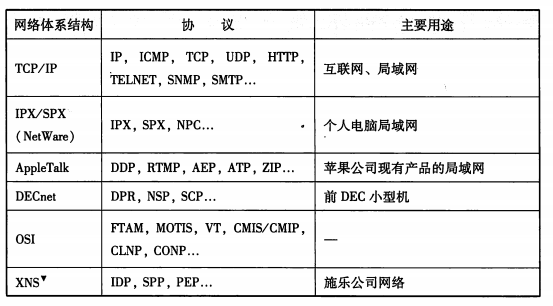 网络体系结构 协 议 主要用途
TCP/IP IP, ICMP, TCP, UDP, HTTP, TELNET, SNMP, SMTP… 互联网、局域网
IPX/SPX
(NetWare) IPX, SPX, NPC… 个人电脑局域网
AppleTalk DDP, RTMP, AEP, ATP, ZIP… 苹果公司现有产品的局域网
DECnet DPR, NSP, SCP… 前 DEC 小型机
OSI FTAM, MOTIS, VT, CMIS/CMIP, CLNP, CONP… —
XNS▼ IDP, SPP, PEP… 施乐公司网络